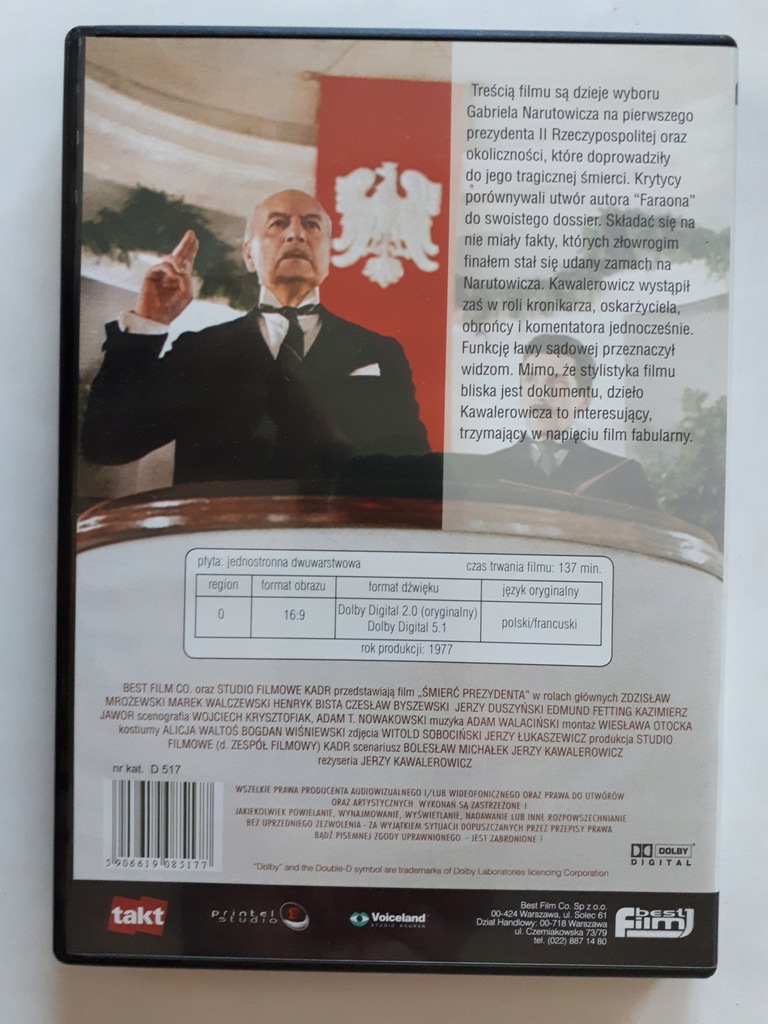 Treścią filmu są dzieje wyboru
Gabriela Narutowicza na pierwszego
prezydenta II Rzeczypospolitej oraz
okoliczności, które doprowadziły
do jego tragicznej śmierci. Krytycy
porównywali utwór autora "Faraona"
do swoistego dossier. Składać się na
nie miały fakty, których złowrogim
finałem stał się udany zamach na
Narutowicza. Kawalerowicz wystąpił
zaś w roli kronikarza, oskarżyciela,
obrońcy i komentatora jednocześnie.
Funkcję ławy sądowej przeznaczył
widzom. Mimo, że stylistyka filmu
bliska jest dokumentu, dzieło
Kawalerowicza to interesujący,
trzymający w napięciu film fabularny.
płyta: jednostronna dwuwarstwowa czas trwania filmu: 137 min.
region format obrazu format dźwięku język oryginalny
0 16:9 Dolby Digital 2.0 (oryginalny) polski/francuski
Dolby Digital 5.1
rok produkcji: 1977
BEST FILM CO. oraz STUDIO FILMOWE KADR przedstawiają film „ŚMIERĆ PREZYDENTA” w rolach głównych ZDZISŁAW
MROŻEWSKI MAREK WALCZEWSKI HENRYK BISTA CZESŁAW BYSZEWSKI JERZY DUSZYŃSKI EDMUND FETTING KAZIMIERZ
JAWOR scenografia WOJCIECH KRYSZTOFIAK, ADAM T. NOWAKOWSKI muzyka ADAM WALACIŃSKI montaż WIESŁAWA OTOCKA
kostiumy ALICJA WALTOŚ BOGDAN WIŚNIEWSKI zdjęcia WITOLD SOBOCIŃSKI JERZY ŁUKASZEWICZ produkcja STUDIO
FILMOWE (d. ZESPÓŁ FILMOWY) KADR scenariusz BOLESŁAW MICHAŁEK JERZY KAWALEROWICZ
reżyseria JERZY KAWALEROWICZ
nr kat. D 517
5 906619 085177
WSZELKIE PRAWA PRODUCENTA AUDIOWIZUALNEGO I/LUB WIDEOFONICZNEGO ORAZ PRAWA DO UTWORÓW
ORAZ ARTYSTYCZNYCH WYKONAŃ SĄ ZASTRZEŻONE !
JAKIEKOLWIEK POWIELANIE, WYNAJMOWANIE, WYŚWIETLANIE, NADAWANIE LUB INNE ROZPOWSZECHNIANIE
BEZ UPRZEDNIEGO ZEZWOLENIA - ZA WYJĄTKIEM SYTUACJI DOPUSZCZANYCH PRZEZ PRZEPISY PRAWA
BĄDŹ PISEMNEJ ZGODY UPRAWNIONEGO - JEST ZABRONIONE !
DOLBY
DIGITAL
"Dolby" and the Double-D symbol are trademarks of Dolby Laboratories licencing Corporation
takt
Printel
STUDIO
Voiceland
STUDIO NAGRAŃ
Best Film Co. Sp z o.o.
00-424 Warszawa, ul. Solec 61
Dział Handlowy: 00-718 Warszawa
ul. Czerniakowska 73/79
tel. (022) 887 14 80
best
film